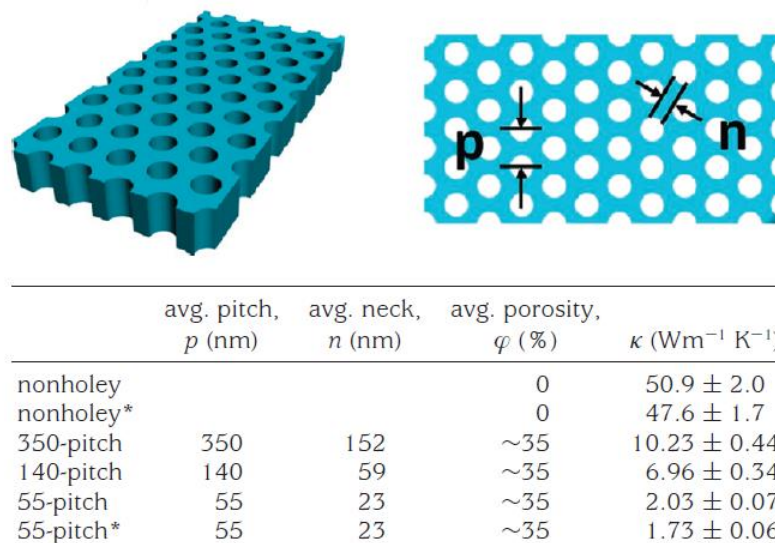 p
n
avg. pitch, avg. neck, avg. porosity,
p (nm) n (nm) φ (%) κ (Wm⁻¹ K⁻¹)
nonholey 0 50.9 ± 2.0
nonholey* 0 47.6 ± 1.7
350-pitch 350 152 ~35 10.23 ± 0.44
140-pitch 140 59 ~35 6.96 ± 0.34
55-pitch 55 23 ~35 2.03 ± 0.07
55-pitch* 55 23 ~35 1.73 ± 0.06